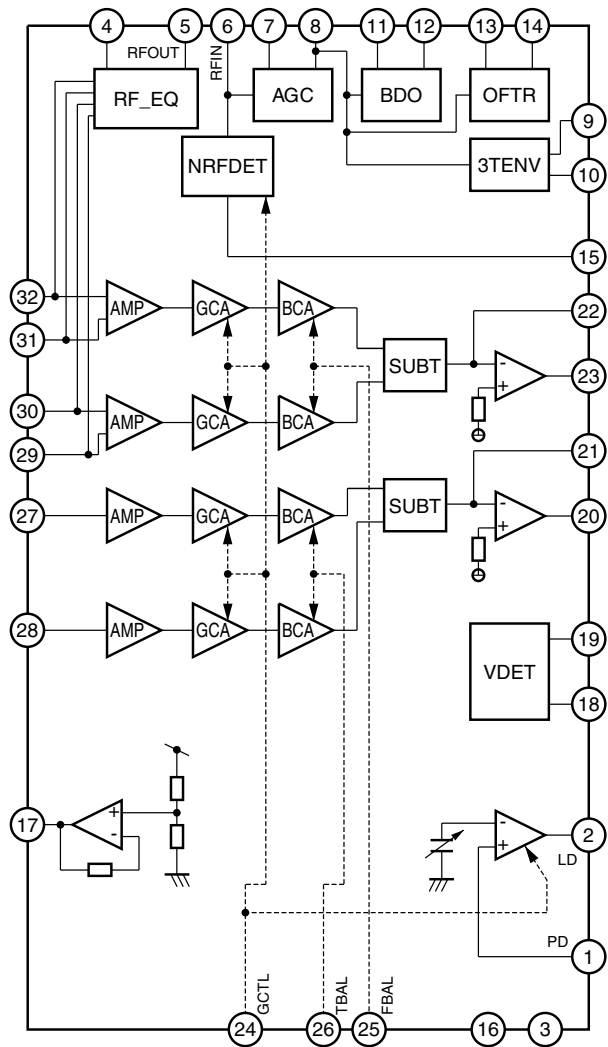 4 5 6 7 8 11 12 13 14
RFOUT RFIN
RF_EQ AGC BDO OFTR
9
NRFDET 3TENV
10
15
32 AMP GCA BCA 22
31
SUBT - + 23
30 AMP GCA BCA
29 21
27 AMP GCA BCA SUBT - + 20
28 AMP GCA BCA 19
VDET
18
17 + - - + 2
LD
PD
1
GCTL TBAL FBAL
24 26 25 16 3